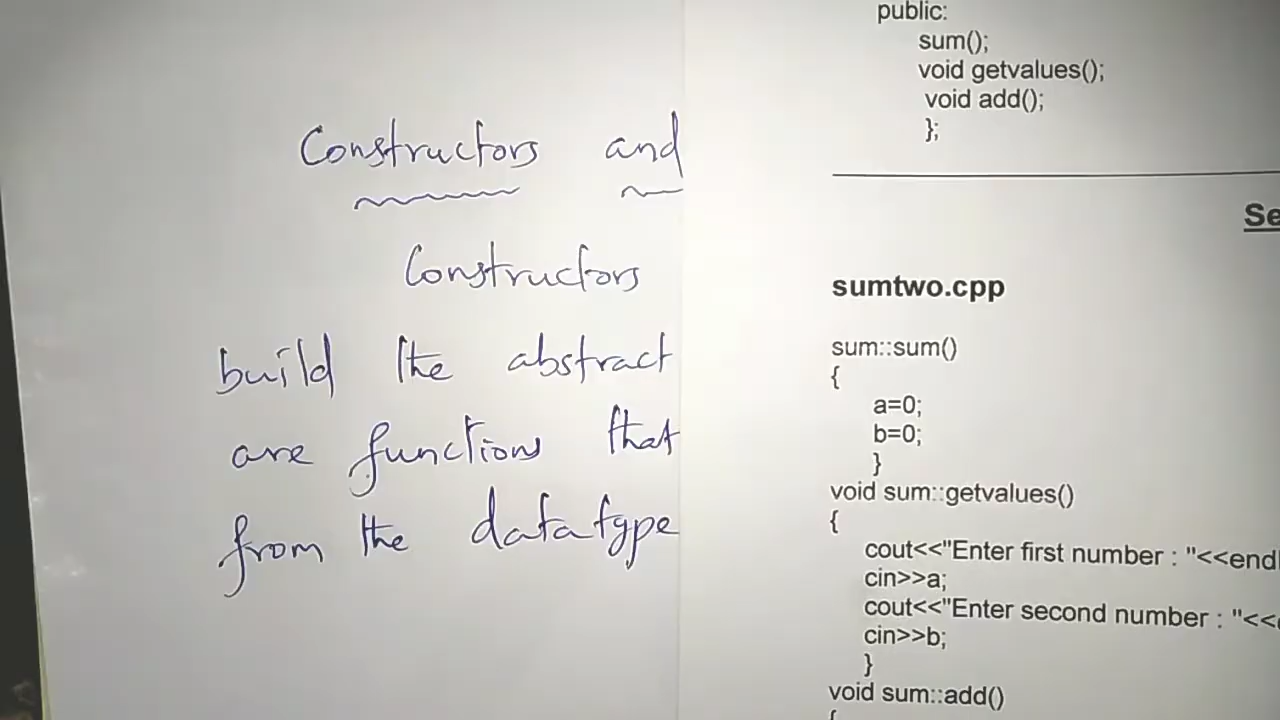 Constructors and
Constructors
build the abstract
are functions that
from the datatype
public:
sum();
void getvalues();
void add();
};
Se
sumtwo.cpp
sum::sum()
{
a=0;
b=0;
}
void sum::getvalues()
{
cout<<"Enter first number : "<<endl
cin>>a;
cout<<"Enter second number : "<<
cin>>b;
}
void sum::add()
{